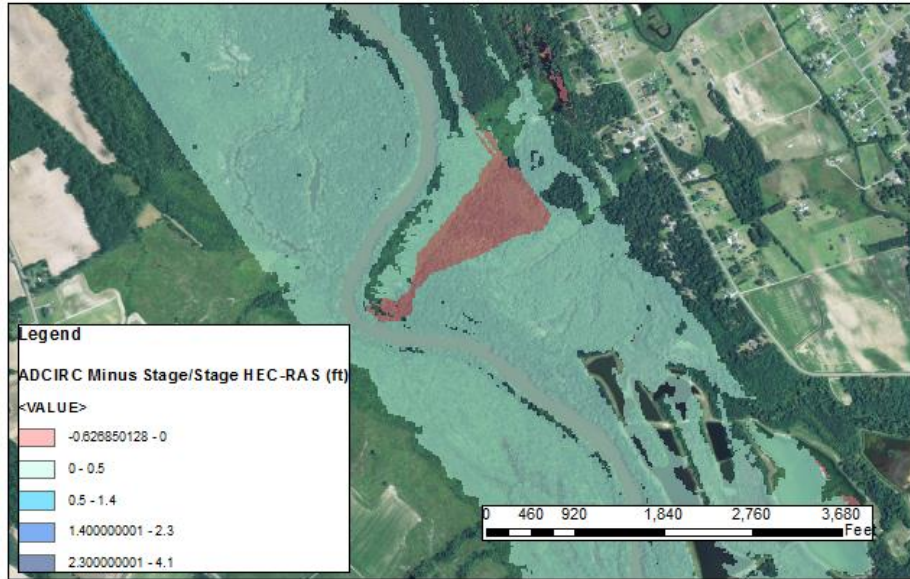 Legend
ADCIRC Minus Stage/Stage HEC-RAS (ft)
<VALUE>
-0.626850128 - 0
0 - 0.5
0.5 - 1.4
1.400000001 - 2.3
2.300000001 - 4.1
0 460 920 1,840 2,760 3,680
Feet